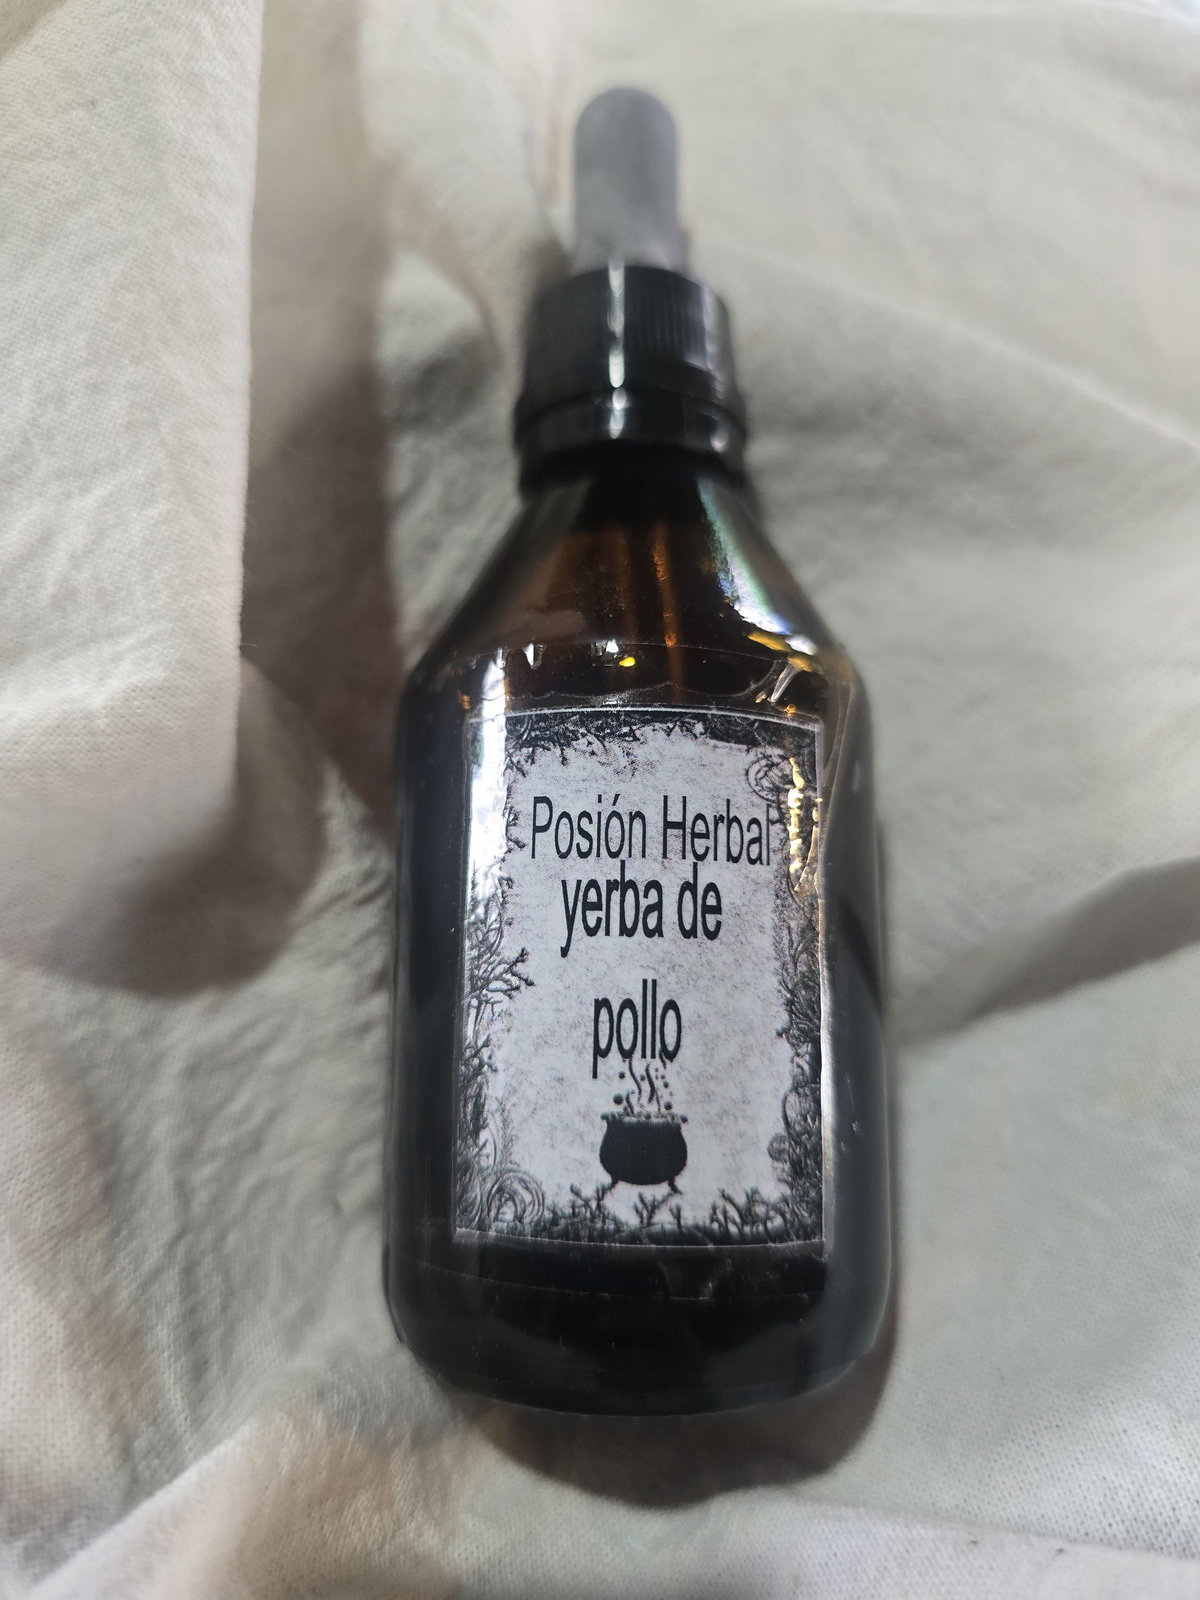 Posión Herbal
yerba de
pollo